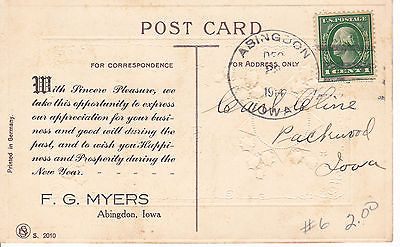 POST CARD
FOR CORRESPONDENCE
FOR ADDRESS ONLY
ABINGDON
DEC
IOWA
U.S. POSTAGE
1 CENT 1
With Sincere Pleasure, we
take this opportunity to express
our appreciation for your busi-
ness and good will during the
past, and to wish you Happi-
ness and Prosperity during the
New Year.
F. G. MYERS
Abingdon, Iowa
Printed in Germany.
S. 2010
Cline
Packwood
Iowa
#6 2.00